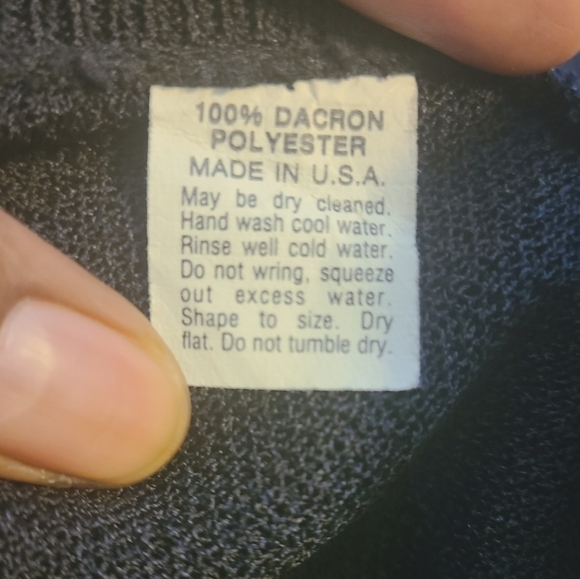 100% DACRON
POLYESTER
MADE IN U.S.A.
May be dry cleaned.
Hand wash cool water.
Rinse well cold water.
Do not wring, squeeze
out excess water.
Shape to size. Dry
flat. Do not tumble dry.